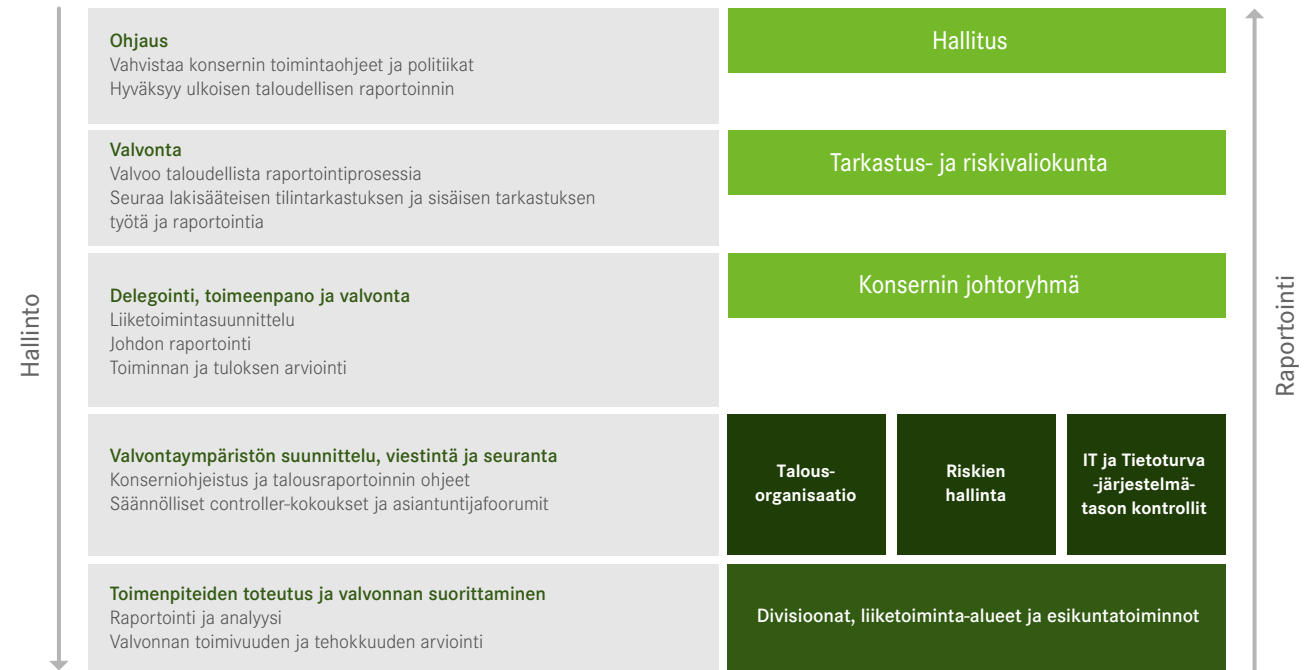 Hallinto
Ohjaus
Vahvistaa konsernin toimintaohjeet ja politiikat
Hyväksyy ulkoisen taloudellisen raportoinnin
Hallitus
Valvonta
Valvoo taloudellista raportointiprosessia
Seuraa lakisääteisen tilintarkastuksen ja sisäisen tarkastuksen
työtä ja raportointia
Tarkastus- ja riskivaliokunta
Delegointi, toimeenpano ja valvonta
Liiketoimintasuunnittelu
Johdon raportointi
Toiminnan ja tuloksen arviointi
Konsernin johtoryhmä
Valvontaympäristön suunnittelu, viestintä ja seuranta
Konserniohjeistus ja talousraportoinnin ohjeet
Säännölliset controller-kokoukset ja asiantuntijafoorumit
Talous-
organisaatio
Riskien
hallinta
IT ja Tietoturva
-järjestelmä-
tason kontrollit
Toimenpiteiden toteutus ja valvonnan suorittaminen
Raportointi ja analyysi
Valvonnan toimivuuden ja tehokkuuden arviointi
Divisioonat, liiketoiminta-alueet ja esikuntatoiminnot
Raportointi